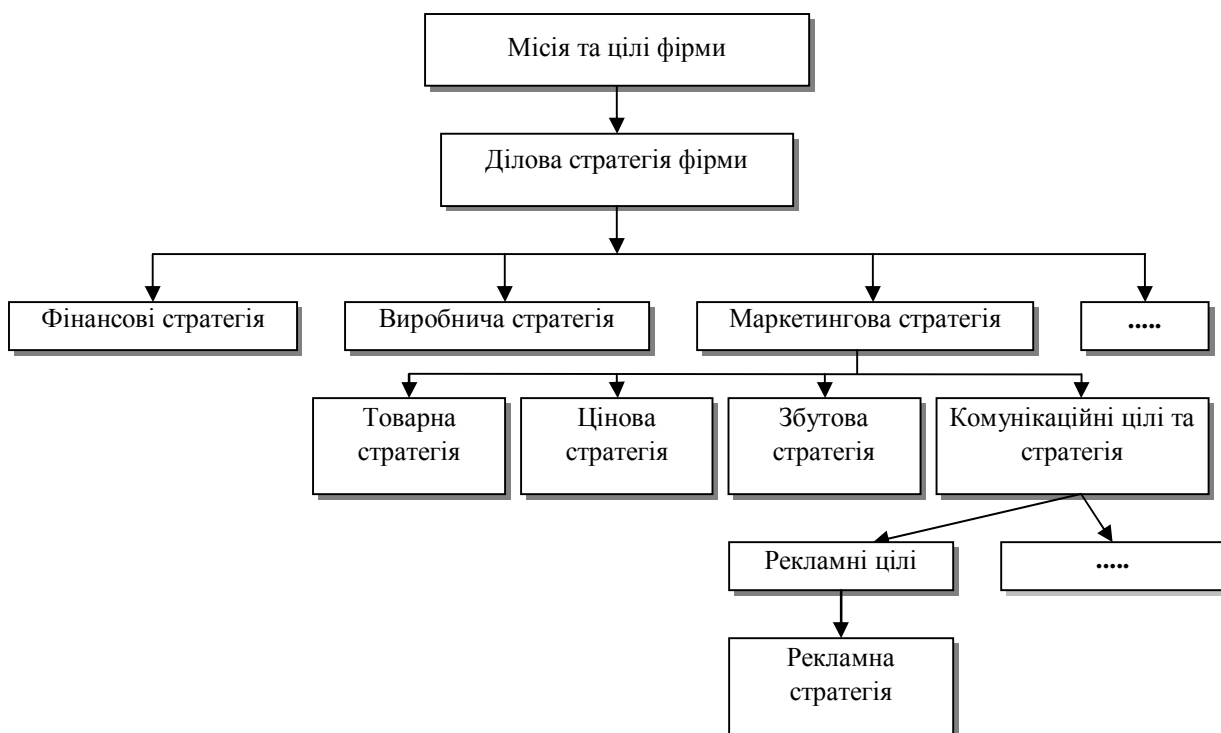 Місія та цілі фірми
Ділова стратегія фірми
Фінансові стратегія
Виробнича стратегія
Маркетингова стратегія
.....
Товарна
стратегія
Цінова
стратегія
Збутова
стратегія
Комунікаційні цілі та
стратегія
Рекламні цілі
.....
Рекламна
стратегія